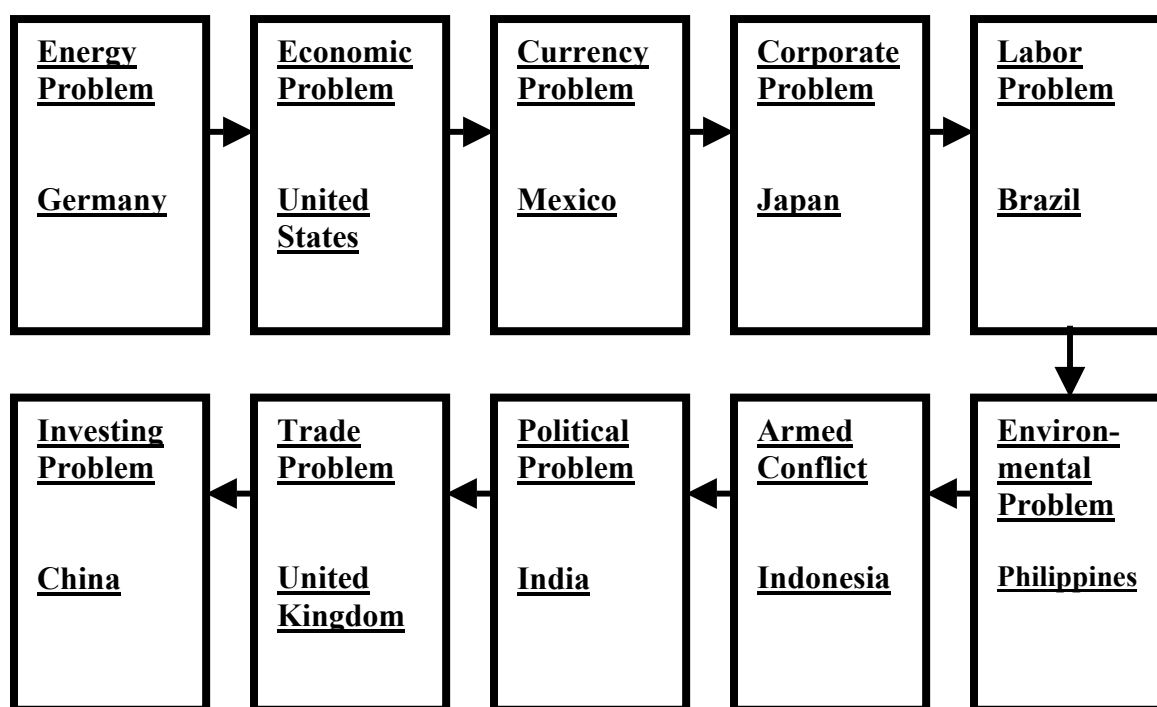 Energy
Problem
Germany
Economic
Problem
United
States
Currency
Problem
Mexico
Corporate
Problem
Japan
Labor
Problem
Brazil
Environ-
mental
Problem
Philippines
Armed
Conflict
Indonesia
Political
Problem
India
Trade
Problem
United
Kingdom
Investing
Problem
China